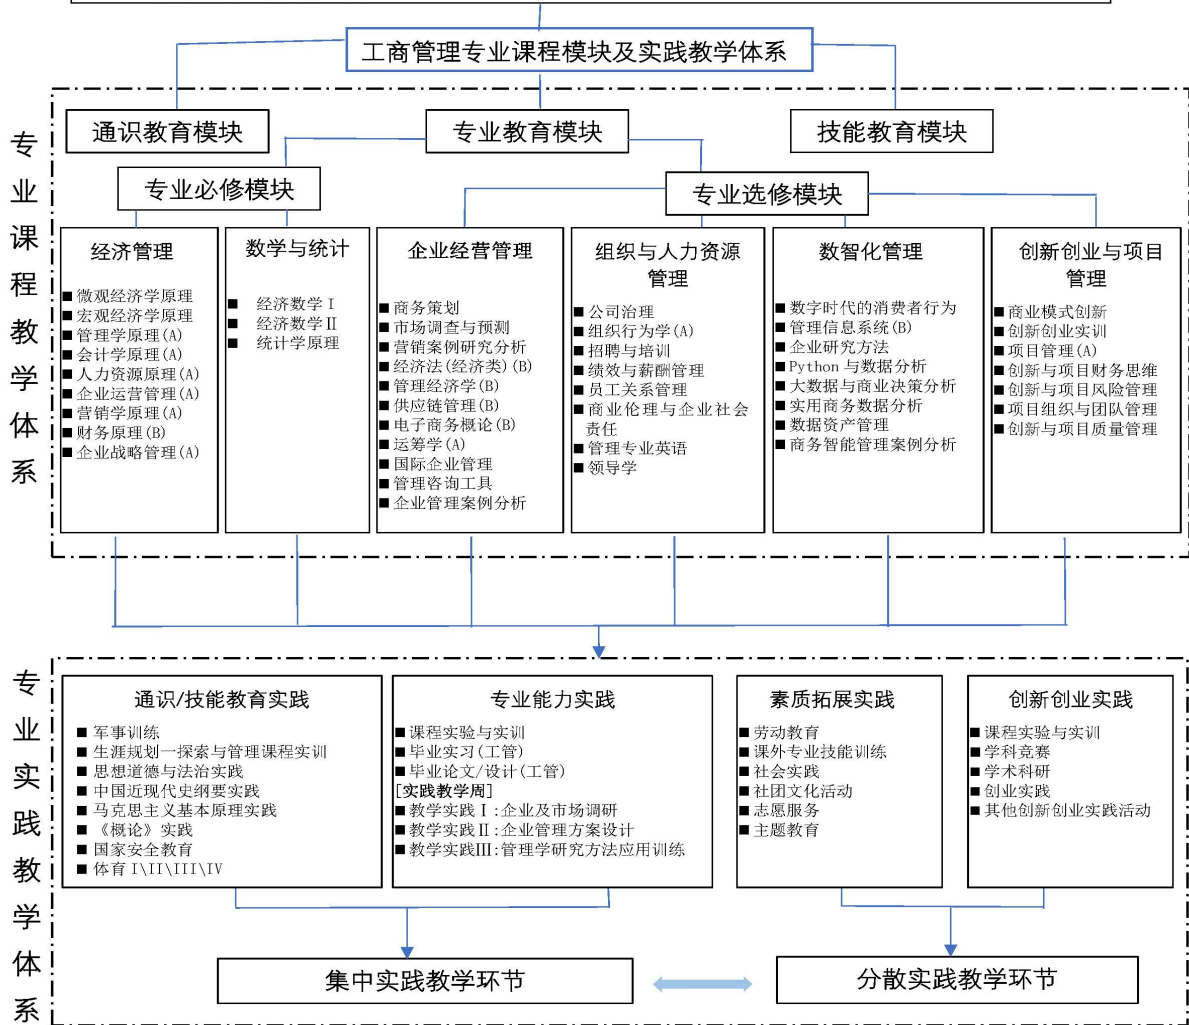 工商管理专业课程模块及实践教学体系
专业课程教学体系
通识教育模块
专业教育模块
技能教育模块
专业必修模块
专业选修模块
经济管理
■ 微观经济学原理
■ 宏观经济学原理
■ 管理学原理(A)
■ 会计学原理(A)
■ 人力资源原理(A)
■ 企业运营管理(A)
■ 营销学原理(A)
■ 财务原理(B)
■ 企业战略管理(A)
数学与统计
■ 经济数学Ⅰ
■ 经济数学Ⅱ
■ 统计学原理
企业经营管理
■ 商务策划
■ 市场调查与预测
■ 营销案例研究分析
■ 经济法(经济类)(B)
■ 管理经济学(B)
■ 供应链管理(B)
■ 电子商务概论(B)
■ 运筹学(A)
■ 国际企业管理
■ 管理咨询工具
■ 企业管理案例分析
组织与人力资源
管理
■ 公司治理
■ 组织行为学(A)
■ 招聘与培训
■ 绩效与薪酬管理
■ 员工关系管理
■ 商业伦理与企业社会
责任
■ 管理专业英语
■ 领导学
数智化管理
■ 数字时代的消费者行为
■ 管理信息系统(B)
■ 企业研究方法
■ Python 与数据分析
■ 大数据与商业决策分析
■ 实用商务数据分析
■ 数据资产管理
■ 商务智能管理案例分析
创新创业与项目
管理
■ 商业模式创新
■ 创新创业实训
■ 项目管理(A)
■ 创新与项目财务思维
■ 创新与项目风险管理
■ 项目组织与团队管理
■ 创新与项目质量管理
专业实践教学体系
通识/技能教育实践
■ 军事训练
■ 生涯规划—探索与管理课程实训
■ 思想道德与法治实践
■ 中国近现代史纲要实践
■ 马克思主义基本原理实践
■ 《概论》实践
■ 国家安全教育
■ 体育 I\II\III\IV
专业能力实践
■ 课程实验与实训
■ 毕业实习(工管)
■ 毕业论文/设计(工管)
[实践教学周]
■ 教学实践Ⅰ:企业及市场调研
■ 教学实践Ⅱ:企业管理方案设计
■ 教学实践Ⅲ:管理学研究方法应用训练
素质拓展实践
■ 劳动教育
■ 课外专业技能训练
■ 社会实践
■ 社团文化活动
■ 志愿服务
■ 主题教育
创新创业实践
■ 课程实验与实训
■ 学科竞赛
■ 学术科研
■ 创业实践
■ 其他创新创业实践活动
集中实践教学环节
分散实践教学环节